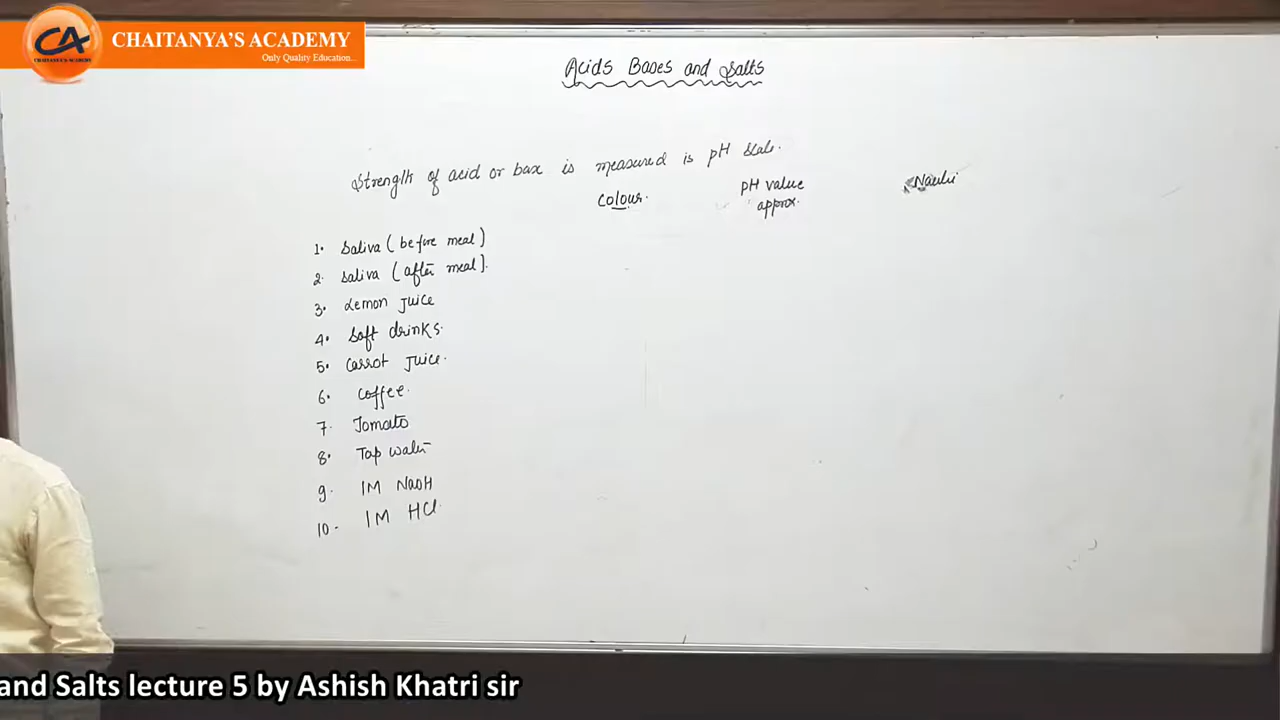 CA
CHAITANYA'S ACADEMY
CHAITANYA'S ACADEMY
Only Quality Education...
Acids Bases and Salts
Strength of acid or base is measured is pH scale.
Colour.
pH value
approx.
1. Saliva (before meal)
2. Saliva (after meal).
3. Lemon Juice
4. Soft drinks.
5. Carrot Juice.
6. Coffee.
7. Tomato
8. Tap water
9. 1M NaOH
10. 1M HCl.
and Salts lecture 5 by Ashish Khatri sir